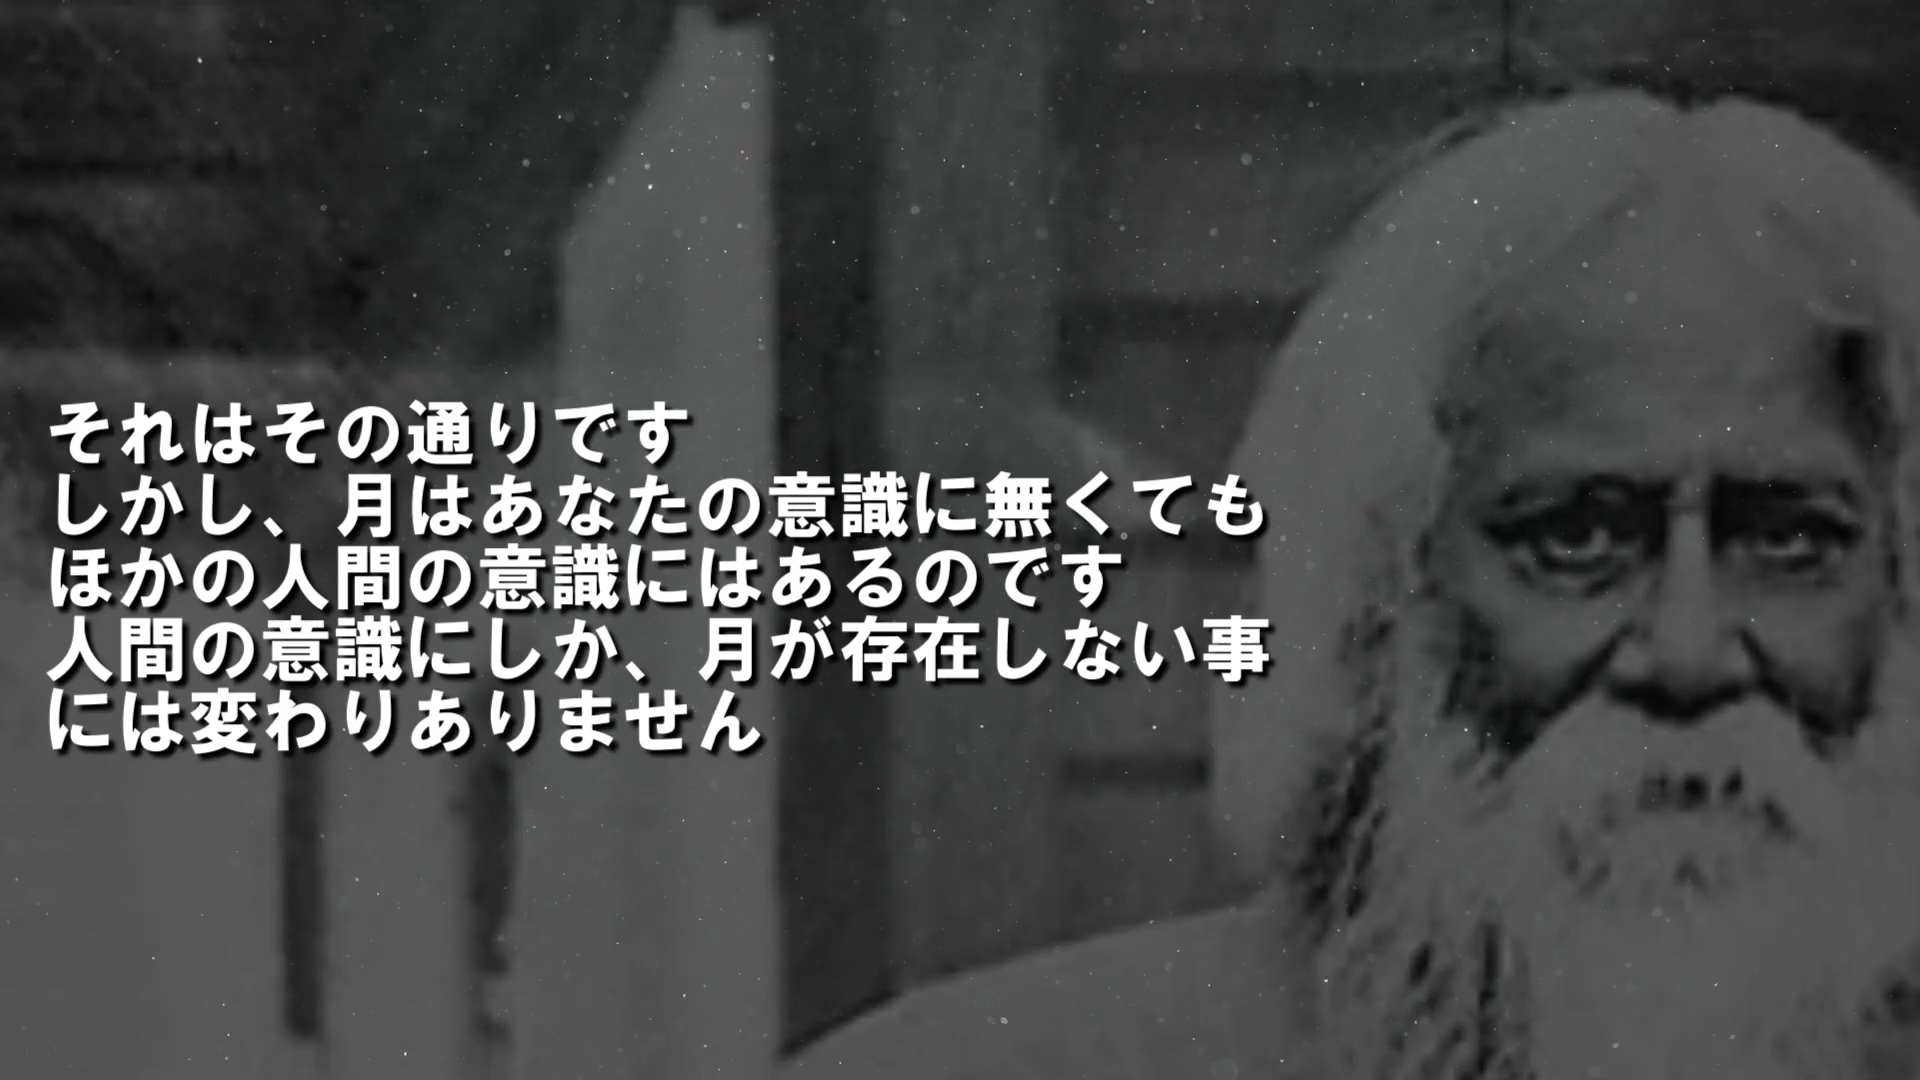 それはその通りです
しかし、月はあなたの意識に無くても
ほかの人間の意識にはあるのです
人間の意識にしか、月が存在しない事
には変わりありません